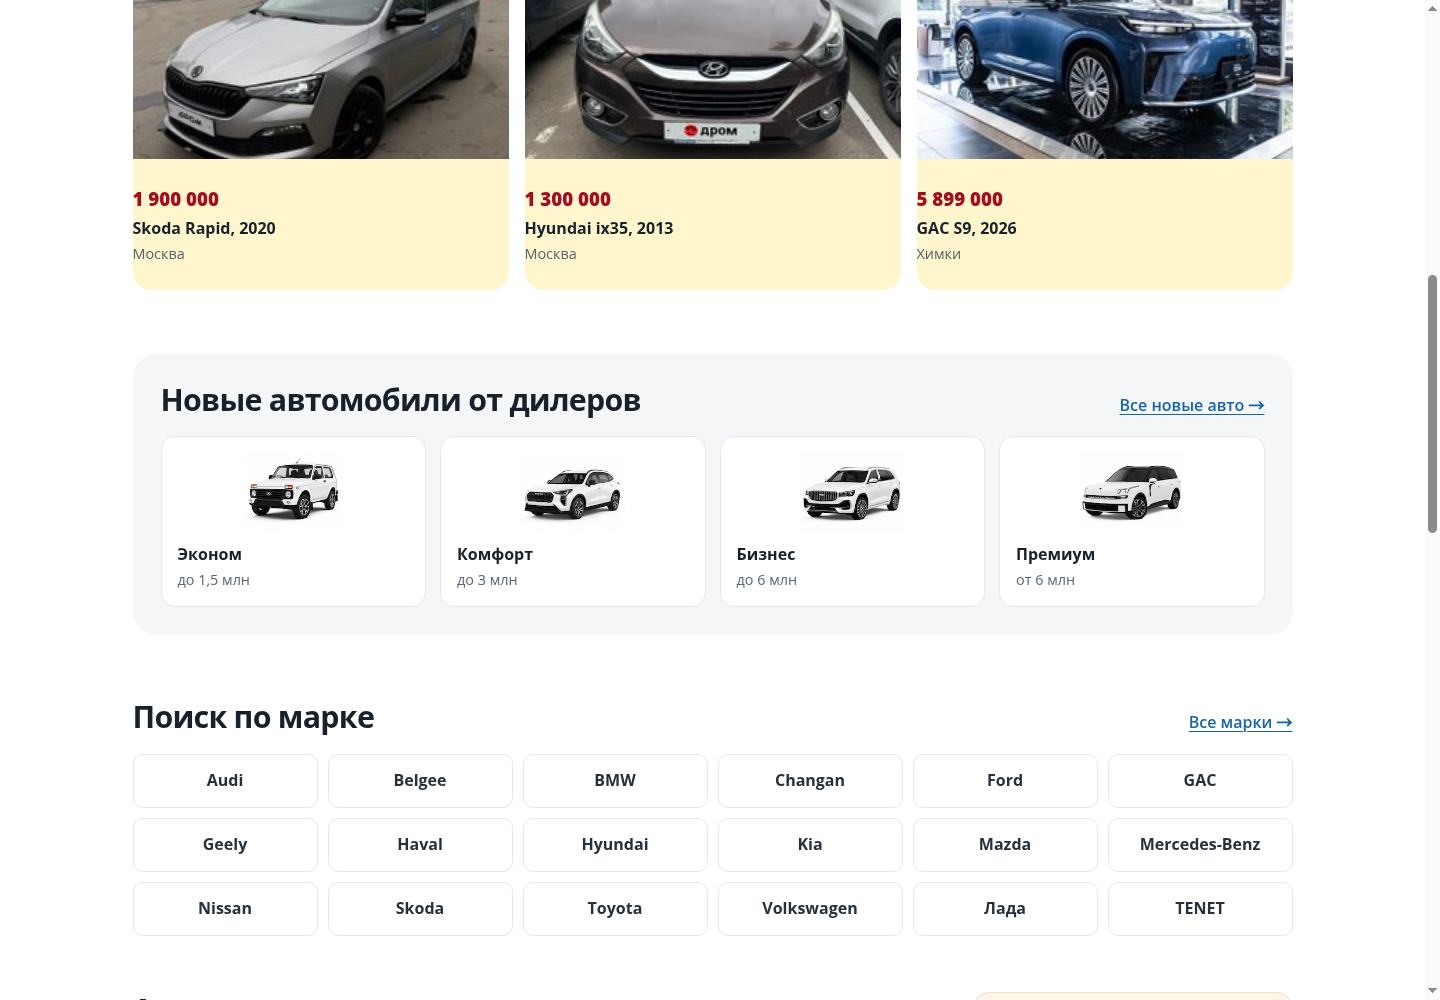 дром
дром
1 900 000
Skoda Rapid, 2020
Москва
1 300 000
Hyundai ix35, 2013
Москва
5 899 000
GAC S9, 2026
Химки
Новые автомобили от дилеров
Все новые авто →
Эконом
до 1,5 млн
Комфорт
до 3 млн
Бизнес
до 6 млн
Премиум
от 6 млн
Поиск по марке
Все марки →
Audi
Belgee
BMW
Changan
Ford
GAC
Geely
Haval
Hyundai
Kia
Mazda
Mercedes-Benz
Nissan
Skoda
Toyota
Volkswagen
Лада
TENET